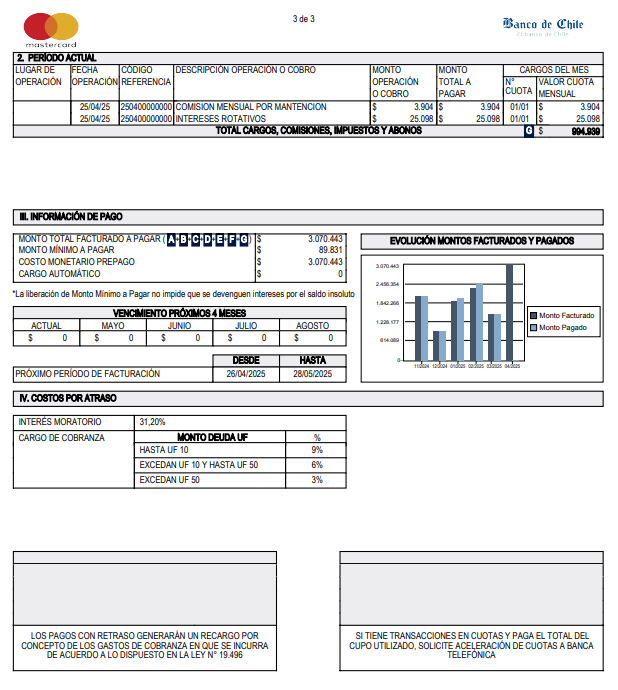 mastercard
3 de 3
Banco de Chile
El banco de Chile
2. PERÍODO ACTUAL
LUGAR DE OPERACIÓN FECHA OPERACIÓN CÓDIGO REFERENCIA DESCRIPCIÓN OPERACIÓN O COBRO MONTO OPERACIÓN O COBRO MONTO TOTAL A PAGAR CARGOS DEL MES
N° CUOTA VALOR CUOTA MENSUAL
25/04/25 250400000000 COMISION MENSUAL POR MANTENCION $ 3.904 $ 3.904 01/01 $ 3.904
25/04/25 250400000000 INTERESES ROTATIVOS $ 25.098 $ 25.098 01/01 $ 25.098
TOTAL CARGOS, COMISIONES, IMPUESTOS Y ABONOS G $ 994.939
III. INFORMACIÓN DE PAGO
MONTO TOTAL FACTURADO A PAGAR ( A+B+C+D+E+F+G ) $ 3.070.443
MONTO MÍNIMO A PAGAR $ 89.831
COSTO MONETARIO PREPAGO $ 3.070.443
CARGO AUTOMÁTICO $ 0
*La liberación de Monto Mínimo a Pagar no impide que se devenguen intereses por el saldo insoluto
VENCIMIENTO PRÓXIMOS 4 MESES
ACTUAL MAYO JUNIO JULIO AGOSTO
$ 0 $ 0 $ 0 $ 0 $ 0
DESDE HASTA
PRÓXIMO PERÍODO DE FACTURACIÓN 26/04/2025 28/05/2025
EVOLUCIÓN MONTOS FACTURADOS Y PAGADOS
3.070.443
2.456.354
1.842.266
1.228.177
614.089
0
11/2024 12/2024 01/2025 02/2025 03/2025 04/2025
Monto Facturado
Monto Pagado
IV. COSTOS POR ATRASO
INTERÉS MORATORIO 31,20%
CARGO DE COBRANZA MONTO DEUDA UF %
HASTA UF 10 9%
EXCEDAN UF 10 Y HASTA UF 50 6%
EXCEDAN UF 50 3%
LOS PAGOS CON RETRASO GENERARÁN UN RECARGO POR
CONCEPTO DE LOS GASTOS DE COBRANZA EN QUE SE INCURRA
DE ACUERDO A LO DISPUESTO EN LA LEY N° 19.496
SI TIENE TRANSACCIONES EN CUOTAS Y PAGA EL TOTAL DEL
CUPO UTILIZADO, SOLICITE ACELERACIÓN DE CUOTAS A BANCA
TELEFÓNICA